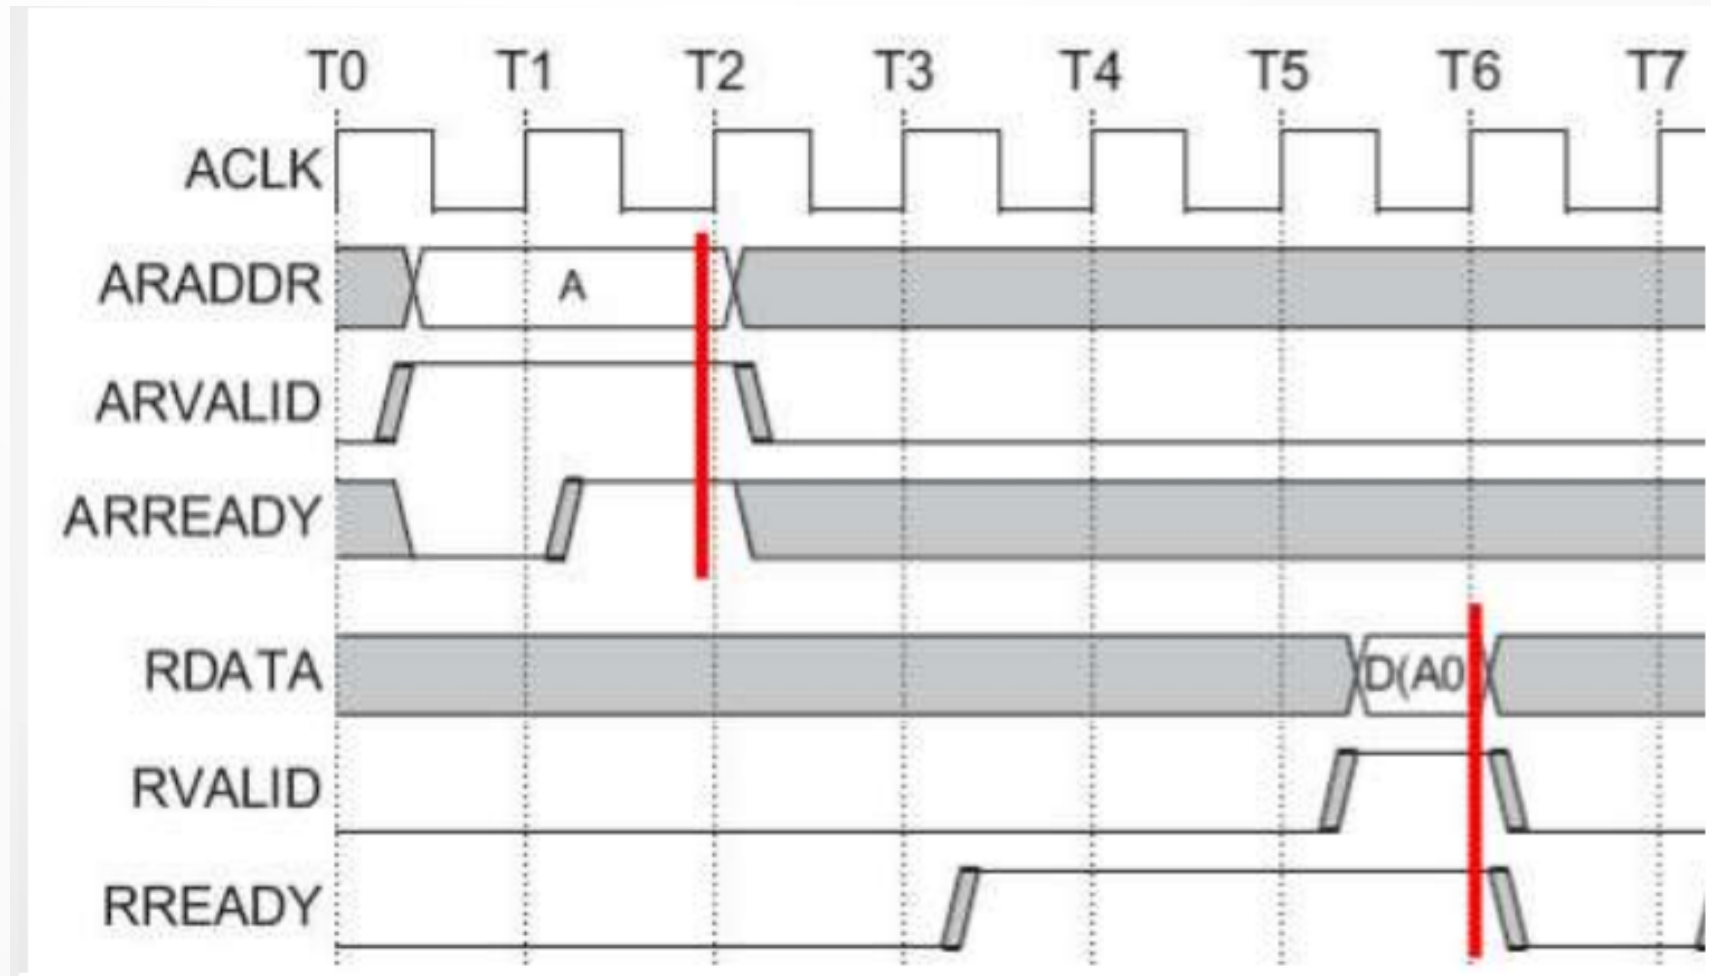 T0 T1 T2 T3 T4 T5 T6 T7
ACLK
ARADDR A
ARVALID
ARREADY
RDATA D(A0
RVALID
RREADY